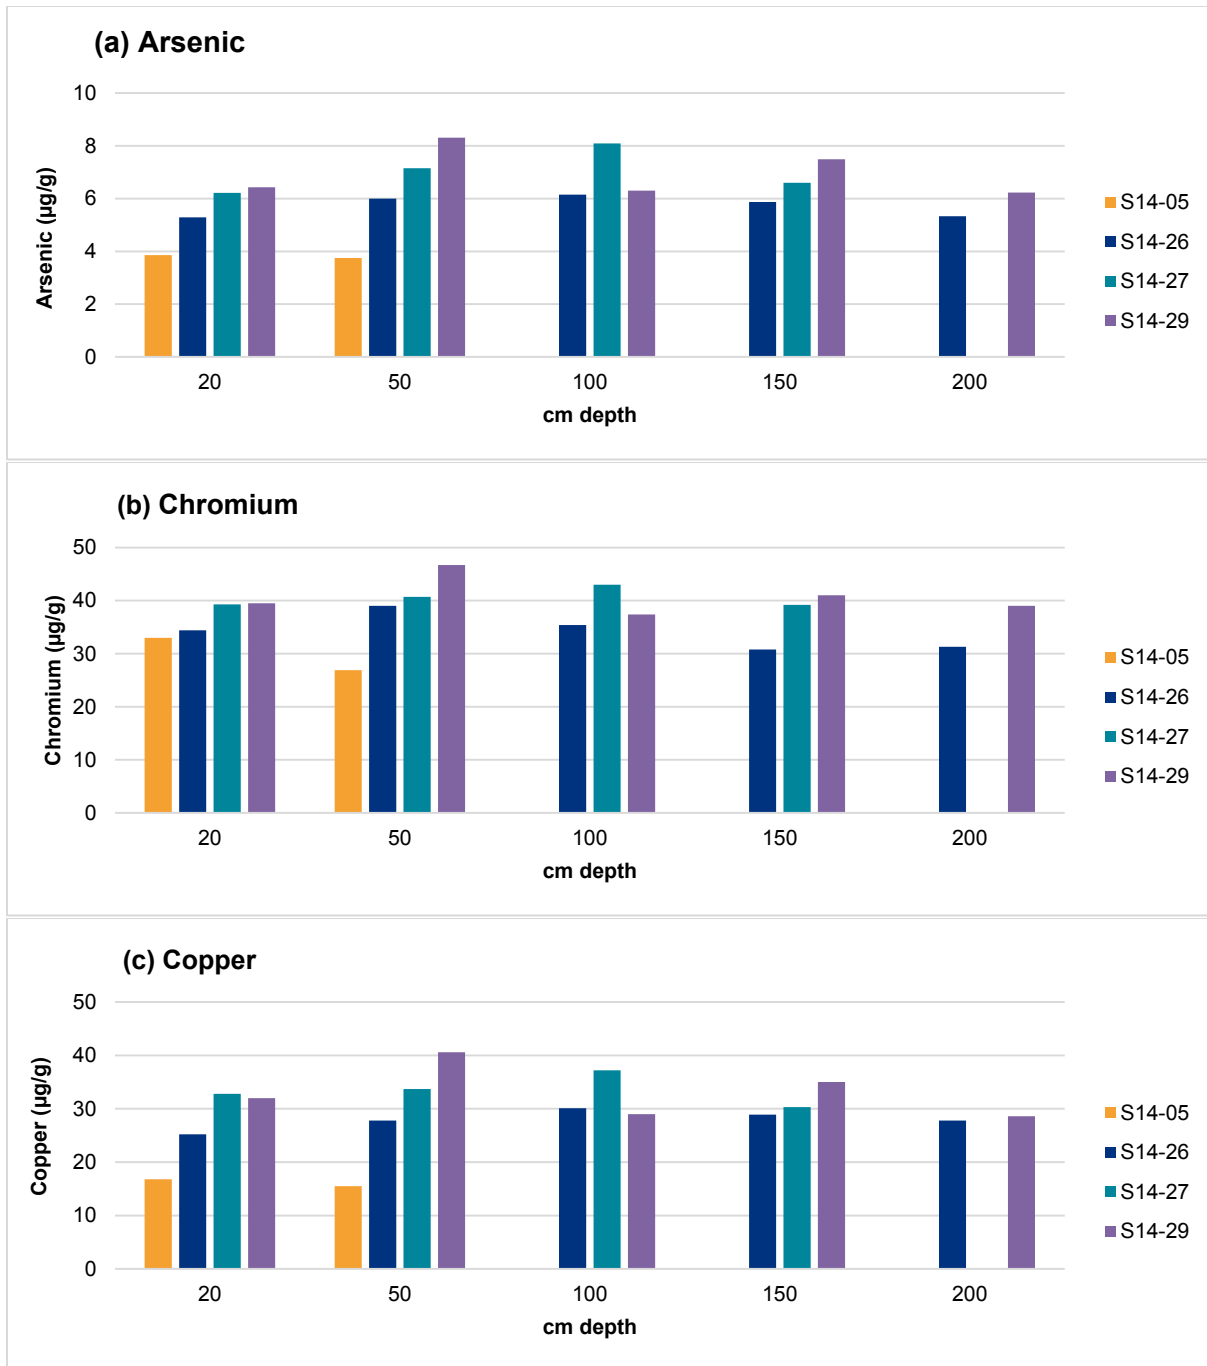 (a) Arsenic
10
8
6
4
2
0
Arsenic (µg/g)
20 50 100 150 200
cm depth
S14-05
S14-26
S14-27
S14-29
(b) Chromium
50
40
30
20
10
0
Chromium (µg/g)
20 50 100 150 200
cm depth
S14-05
S14-26
S14-27
S14-29
(c) Copper
50
40
30
20
10
0
Copper (µg/g)
20 50 100 150 200
cm depth
S14-05
S14-26
S14-27
S14-29